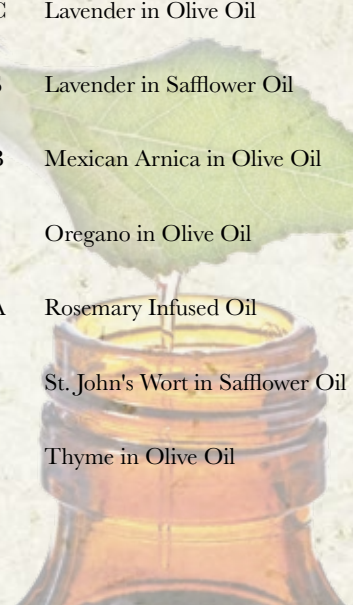 C Lavender in Olive Oil
Lavender in Safflower Oil
B Mexican Arnica in Olive Oil
Oregano in Olive Oil
A Rosemary Infused Oil
St. John's Wort in Safflower Oil
Thyme in Olive Oil